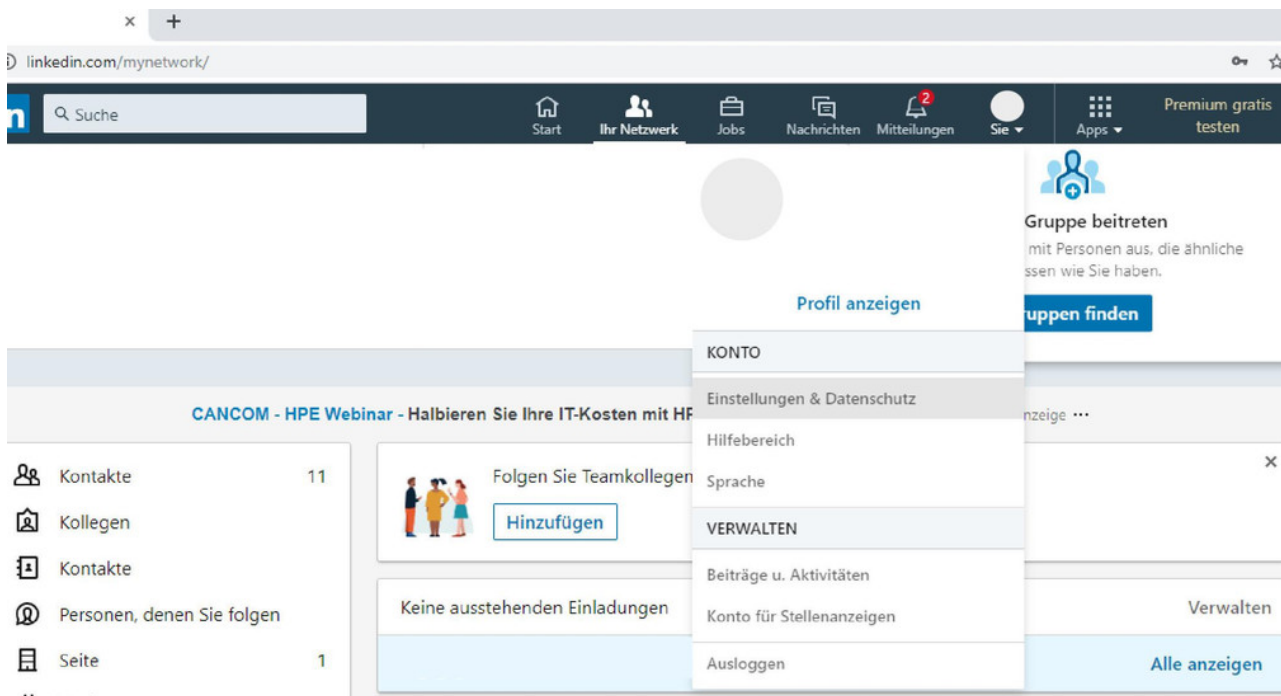 linkedin.com/mynetwork/
Suche
Start
Ihr Netzwerk
Jobs
Nachrichten
2
Mitteilungen
Sie
Apps
Premium gratis
testen
Gruppe beitreten
mit Personen aus, die ähnliche
ssen wie Sie haben.
uppen finden
Profil anzeigen
KONTO
Einstellungen & Datenschutz
Hilfebereich
Sprache
VERWALTEN
Beiträge u. Aktivitäten
Konto für Stellenanzeigen
Ausloggen
CANCOM - HPE Webinar - Halbieren Sie Ihre IT-Kosten mit HP
nzeige ···
Kontakte 11
Kollegen
Kontakte
Personen, denen Sie folgen
Seite 1
Folgen Sie Teamkollegen
Hinzufügen
Keine ausstehenden Einladungen
Verwalten
Alle anzeigen